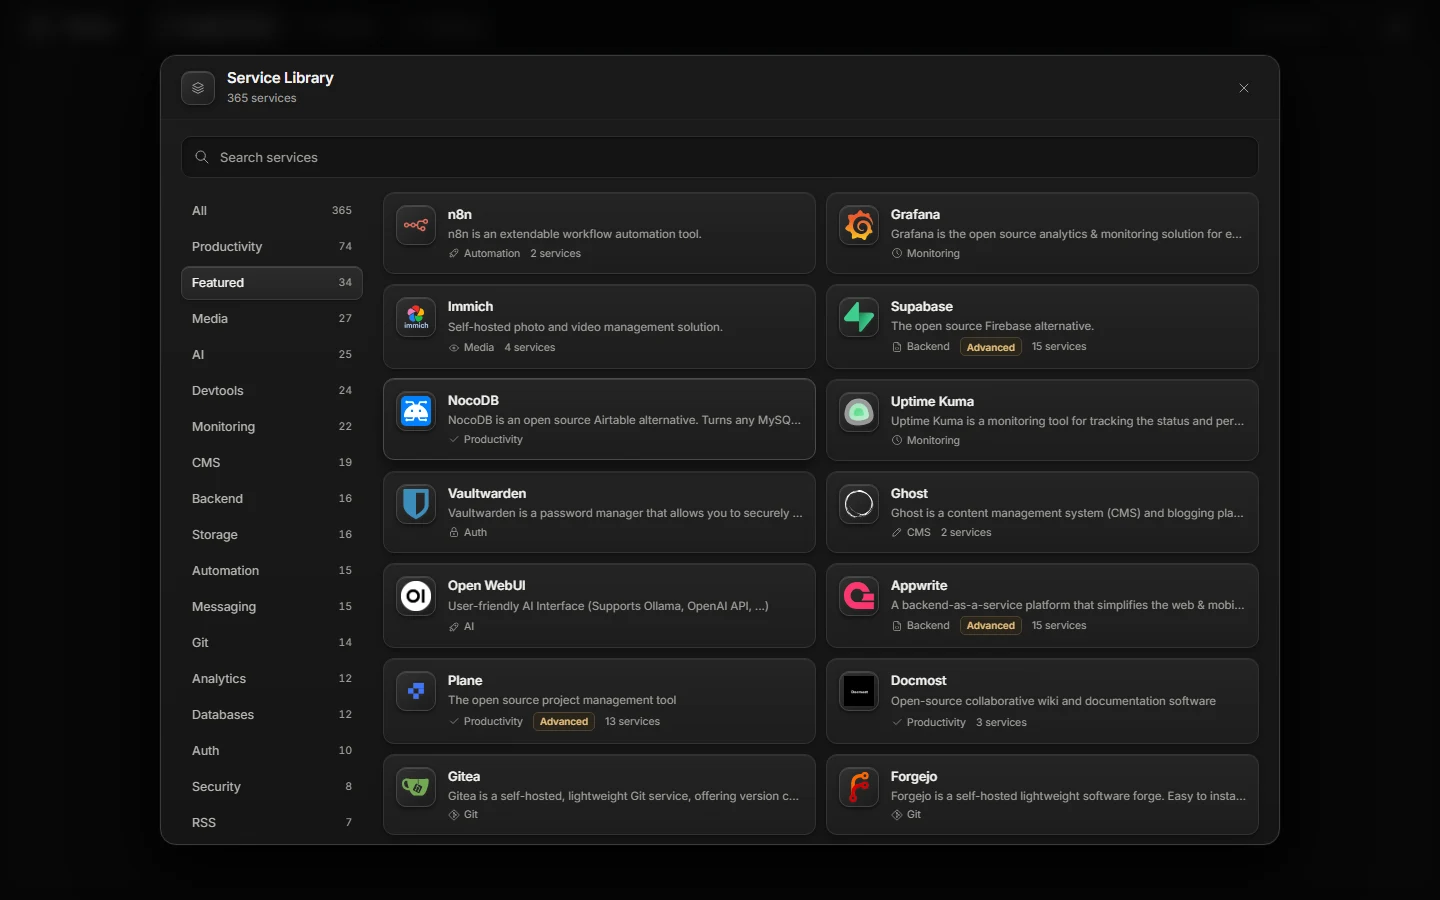 Service Library
365 services
Search services
All 365
Productivity 74
Featured 34
Media 27
AI 25
Devtools 24
Monitoring 22
CMS 19
Backend 16
Storage 16
Automation 15
Messaging 15
Git 14
Analytics 12
Databases 12
Auth 10
Security 8
RSS 7
n8n
n8n is an extendable workflow automation tool.
Automation 2 services
Grafana
Grafana is the open source analytics & monitoring solution for e...
Monitoring
immich
Immich
Self-hosted photo and video management solution.
Media 4 services
Supabase
The open source Firebase alternative.
Backend Advanced 15 services
NocoDB
NocoDB is an open source Airtable alternative. Turns any MySQ...
Productivity
Uptime Kuma
Uptime Kuma is a monitoring tool for tracking the status and per...
Monitoring
Vaultwarden
Vaultwarden is a password manager that allows you to securely ...
Auth
Ghost
Ghost is a content management system (CMS) and blogging pla...
CMS 2 services
OI
Open WebUI
User-friendly AI Interface (Supports Ollama, OpenAI API, ...)
AI
Appwrite
A backend-as-a-service platform that simplifies the web & mobi...
Backend Advanced 15 services
Plane
The open source project management tool
Productivity Advanced 13 services
Docmost
Docmost
Open-source collaborative wiki and documentation software
Productivity 3 services
Gitea
Gitea is a self-hosted, lightweight Git service, offering version c...
Git
Forgejo
Forgejo is a self-hosted lightweight software forge. Easy to insta...
Git